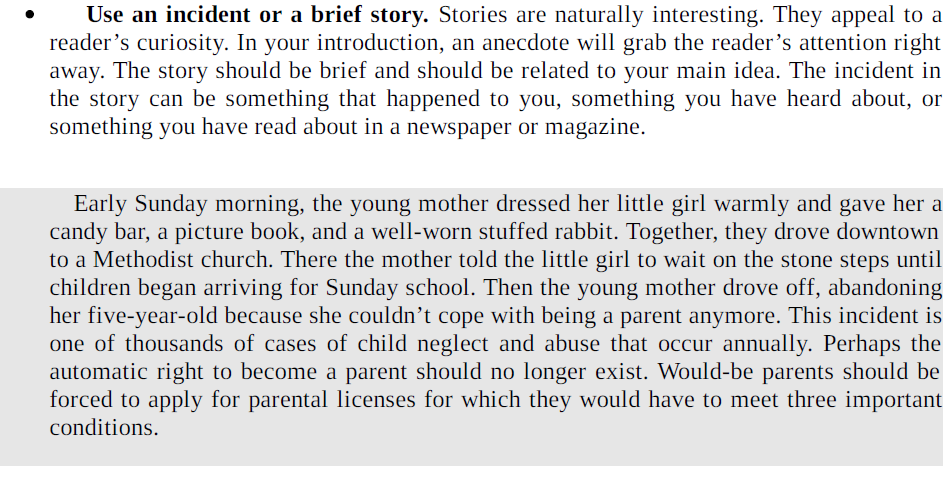 • Use an incident or a brief story. Stories are naturally interesting. They appeal to a
reader’s curiosity. In your introduction, an anecdote will grab the reader’s attention right
away. The story should be brief and should be related to your main idea. The incident in
the story can be something that happened to you, something you have heard about, or
something you have read about in a newspaper or magazine.
Early Sunday morning, the young mother dressed her little girl warmly and gave her a
candy bar, a picture book, and a well-worn stuffed rabbit. Together, they drove downtown
to a Methodist church. There the mother told the little girl to wait on the stone steps until
children began arriving for Sunday school. Then the young mother drove off, abandoning
her five-year-old because she couldn’t cope with being a parent anymore. This incident is
one of thousands of cases of child neglect and abuse that occur annually. Perhaps the
automatic right to become a parent should no longer exist. Would-be parents should be
forced to apply for parental licenses for which they would have to meet three important
conditions.